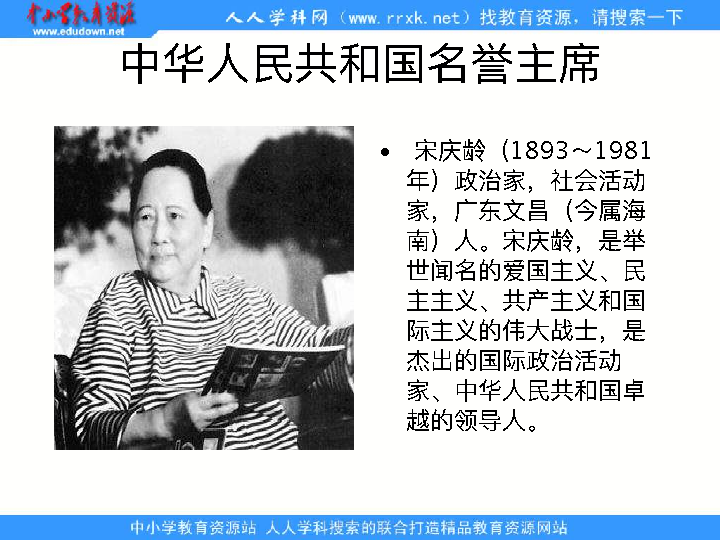 中小学教育资源
www.edudown.net
人人学科网（www.rrxk.net）找教育资源，请搜索一下
中华人民共和国名誉主席
• 宋庆龄（1893～1981
年）政治家，社会活动
家，广东文昌（今属海
南）人。宋庆龄，是举
世闻名的爱国主义、民
主主义、共产主义和国
际主义的伟大战士，是
杰出的国际政治活动
家、中华人民共和国卓
越的领导人。
中小学教育资源站 人人学科搜索的联合打造精品教育资源网站